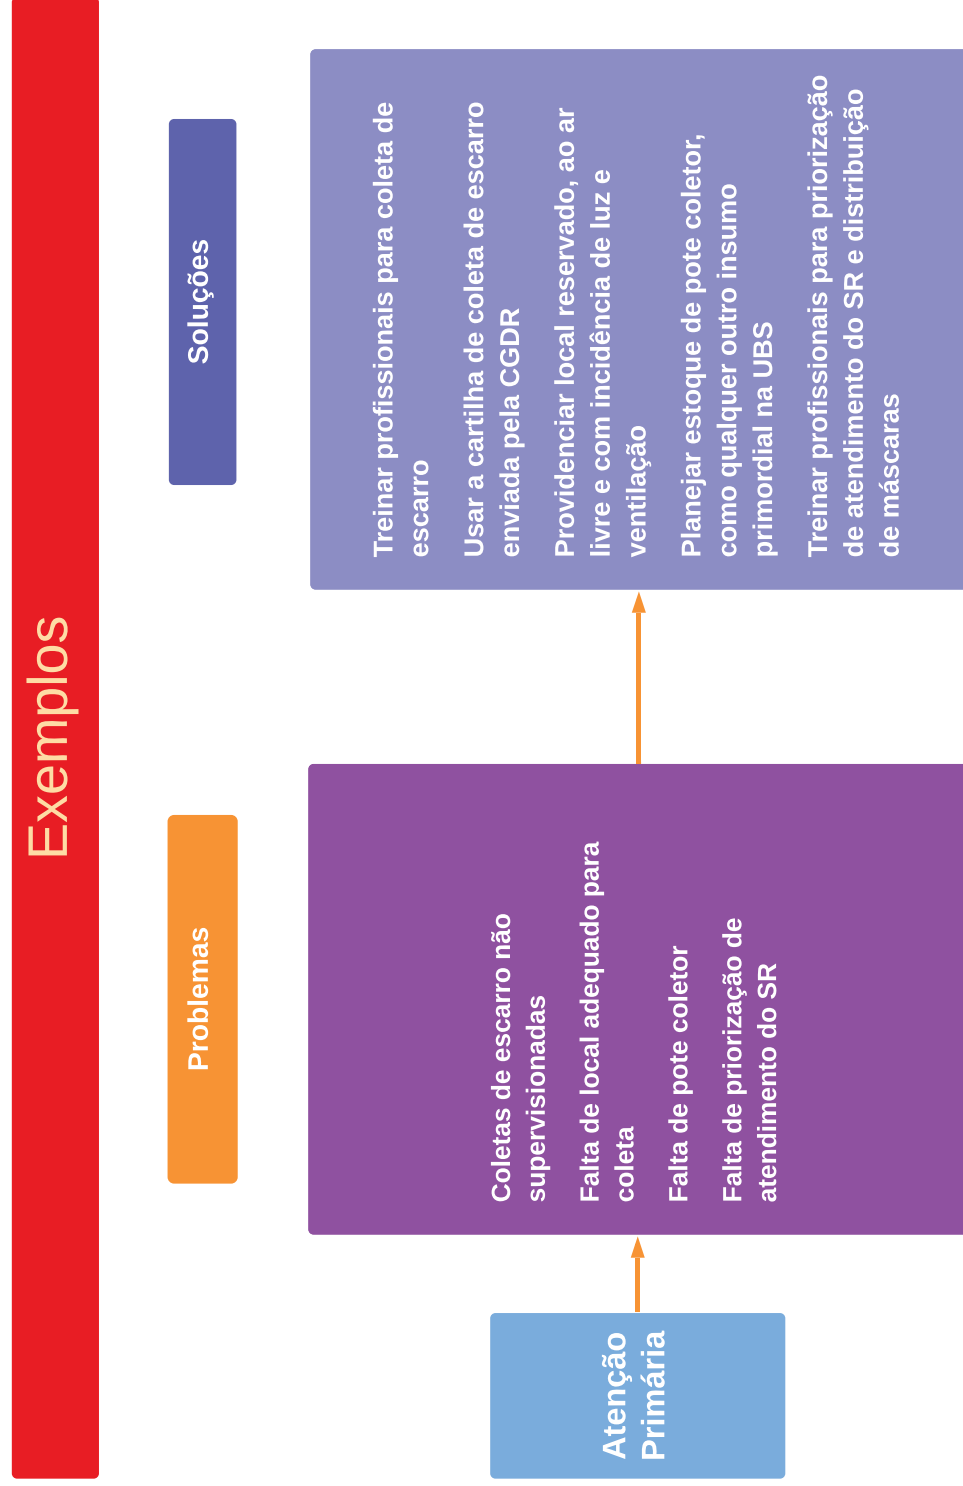 Exemplos
Problemas
Soluções
Atenção
Primária
Coletas de escarro não
supervisionadas
Falta de local adequado para
coleta
Falta de pote coletor
Falta de priorização de
atendimento do SR
Treinar profissionais para coleta de
escarro
Usar a cartilha de coleta de escarro
enviada pela CGDR
Providenciar local reservado, ao ar
livre e com incidência de luz e
ventilação
Planejar estoque de pote coletor,
como qualquer outro insumo
primordial na UBS
Treinar profissionais para priorização
de atendimento do SR e distribuição
de máscaras